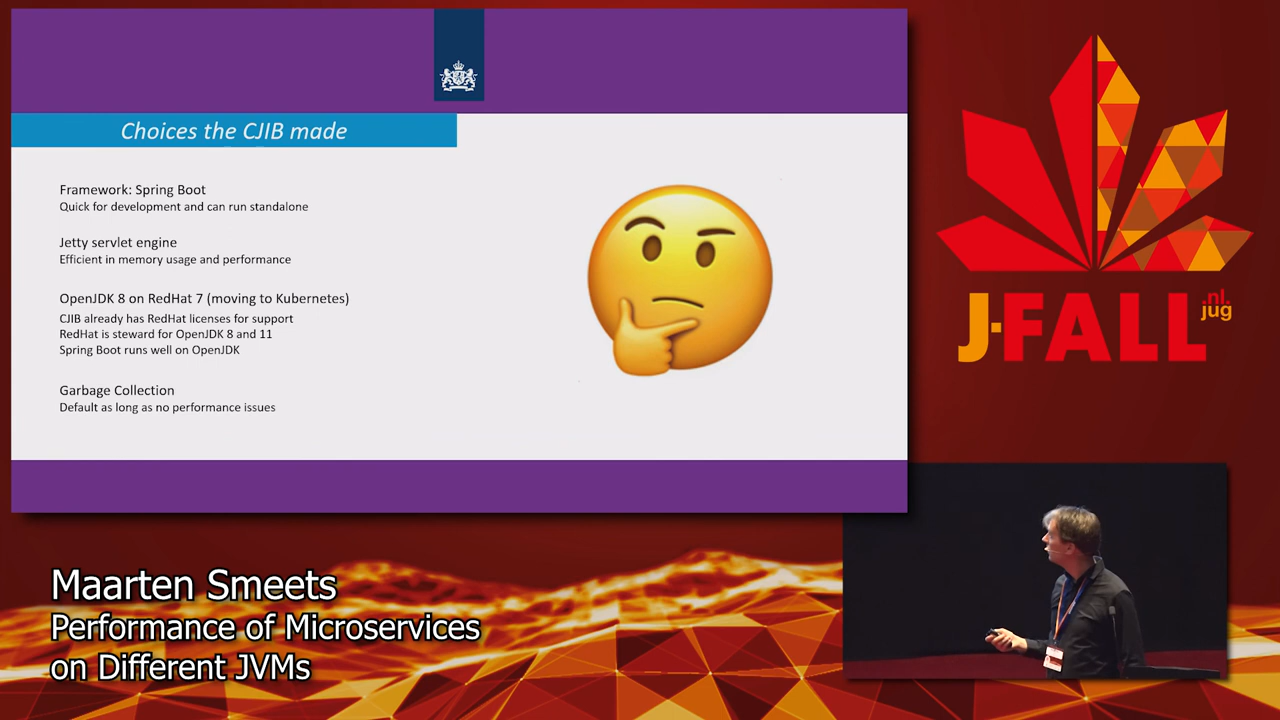 Choices the CJIB made
Framework: Spring Boot
Quick for development and can run standalone
Jetty servlet engine
Efficient in memory usage and performance
OpenJDK 8 on RedHat 7 (moving to Kubernetes)
CJIB already has RedHat licenses for support
RedHat is steward for OpenJDK 8 and 11
Spring Boot runs well on OpenJDK
Garbage Collection
Default as long as no performance issues
J-FALL
.nl
jug
Maarten Smeets
Performance of Microservices
on Different JVMs